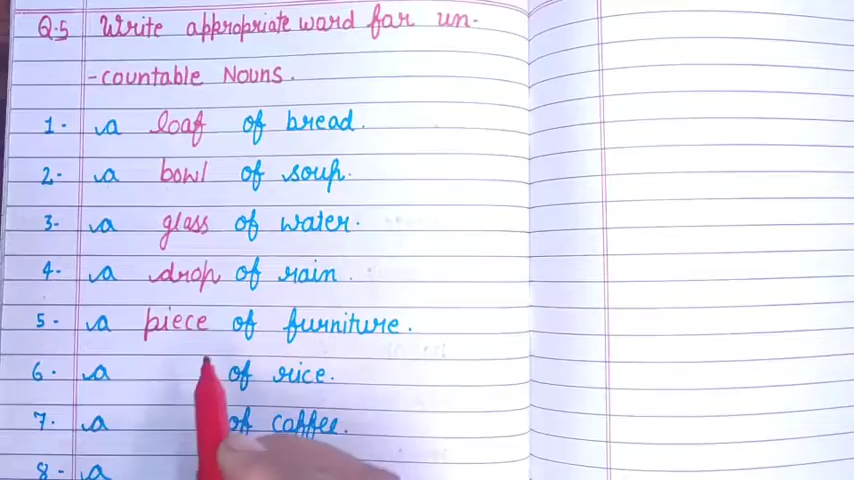 Q.5 Write appropriate word for un-
-countable Nouns.
1. a loaf of bread.
2. a bowl of soup.
3. a glass of water.
4. a drop of rain.
5. a piece of furniture.
6. a of rice.
7. a of coffee.
8. a